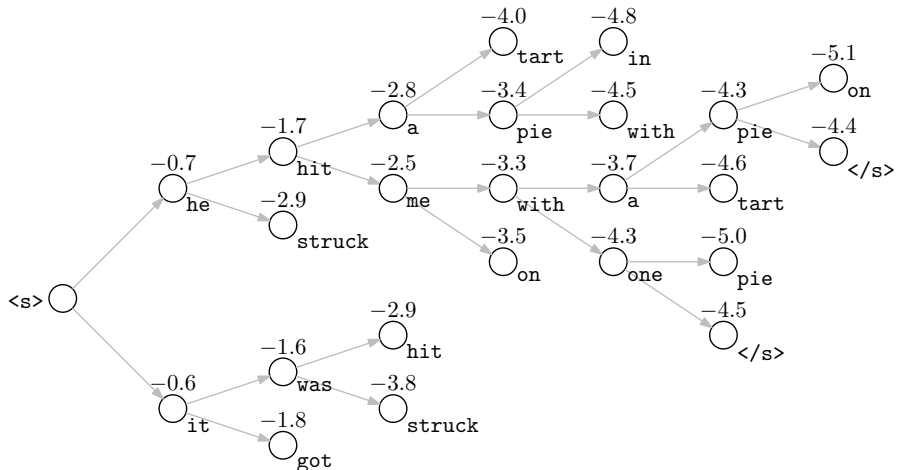 −4.0
tart
−4.8
in
−5.1
on
−2.8
a
−3.4
pie
−4.5
with
−4.3
pie
−4.4
</s>
−1.7
hit
−0.7
he
−2.5
me
−3.3
with
−3.7
a
−4.6
tart
−2.9
struck
−3.5
on
−4.3
one
−5.0
pie
<s>
−4.5
</s>
−2.9
hit
−1.6
was
−0.6
it
−3.8
struck
−1.8
got